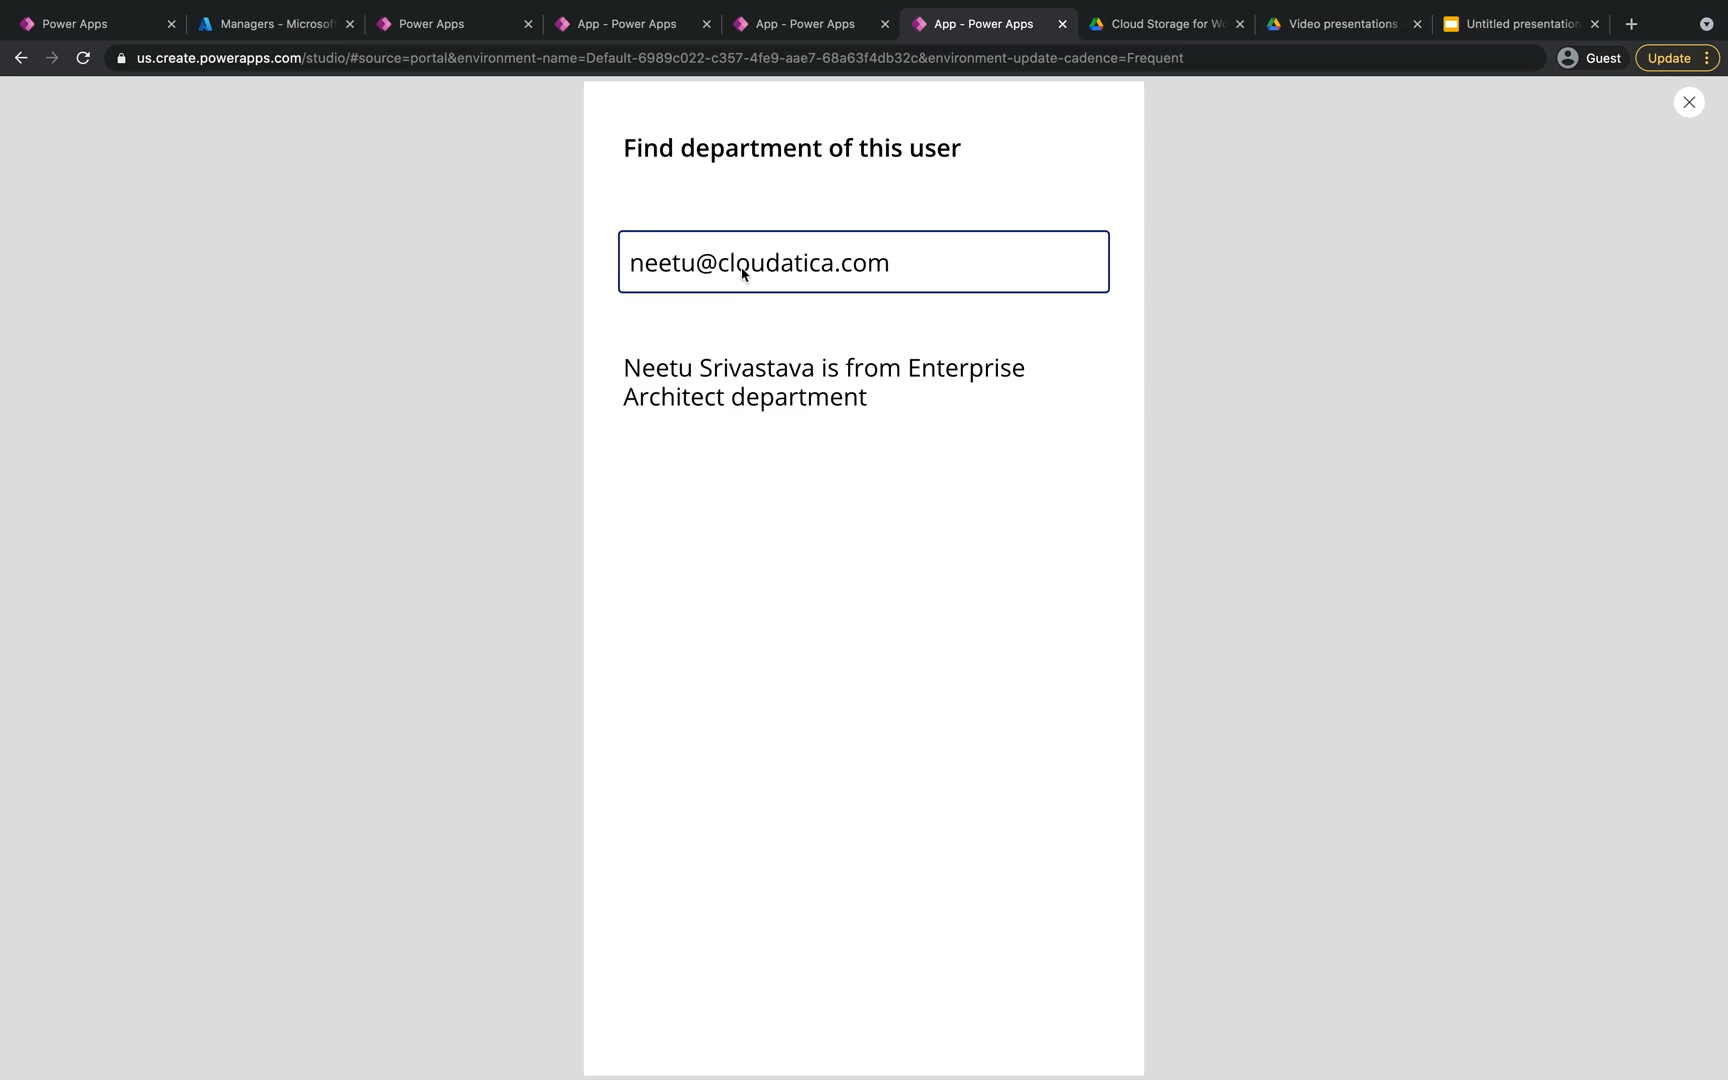 Power Apps
Managers - Microsof
Power Apps
App - Power Apps
App - Power Apps
App - Power Apps
Cloud Storage for Wo
Video presentations
Untitled presentation
us.create.powerapps.com/studio/#source=portal&environment-name=Default-6989c022-c357-4fe9-aae7-68a63f4db32c&environment-update-cadence=Frequent
Guest
Update
Find department of this user
neetu@cloudatica.com
Neetu Srivastava is from Enterprise
Architect department